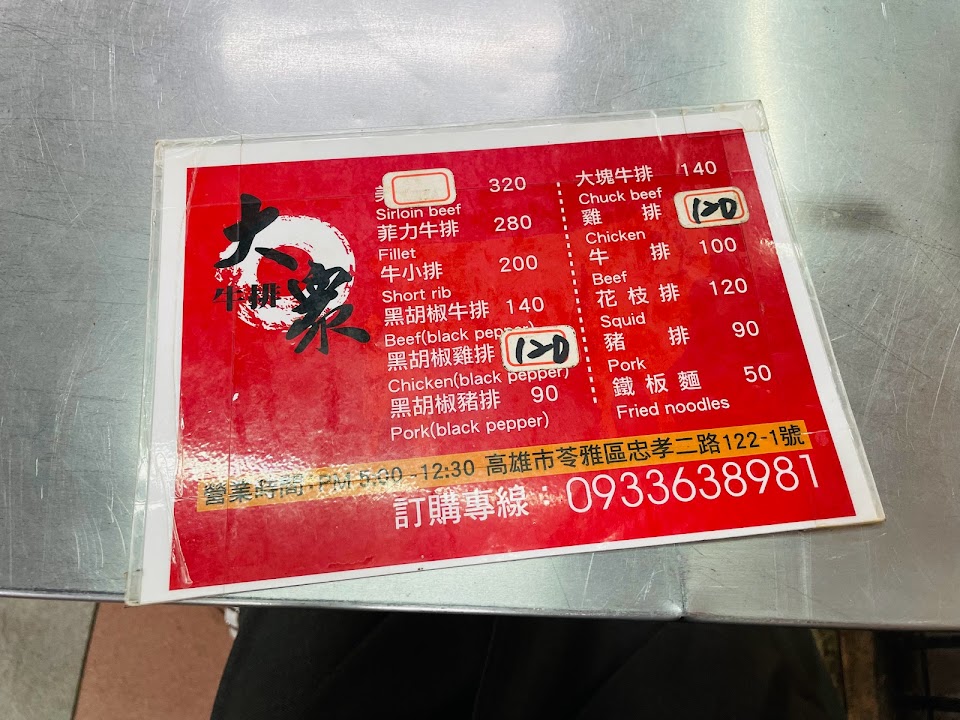 大眾
牛排
320
Sirloin beef
菲力牛排 280
Fillet
牛小排 200
Short rib
黑胡椒牛排 140
Beef(black pepper)
黑胡椒雞排 120
Chicken(black pepper)
黑胡椒豬排 90
Pork(black pepper)
大塊牛排 140
Chuck beef
雞排 120
Chicken
牛排 100
Beef
花枝排 120
Squid
豬排 90
Pork
鐵板麵 50
Fried noodles
營業時間:PM 5:00 -12:30 高雄市苓雅區忠孝二路122-1號
訂購專線:0933638981